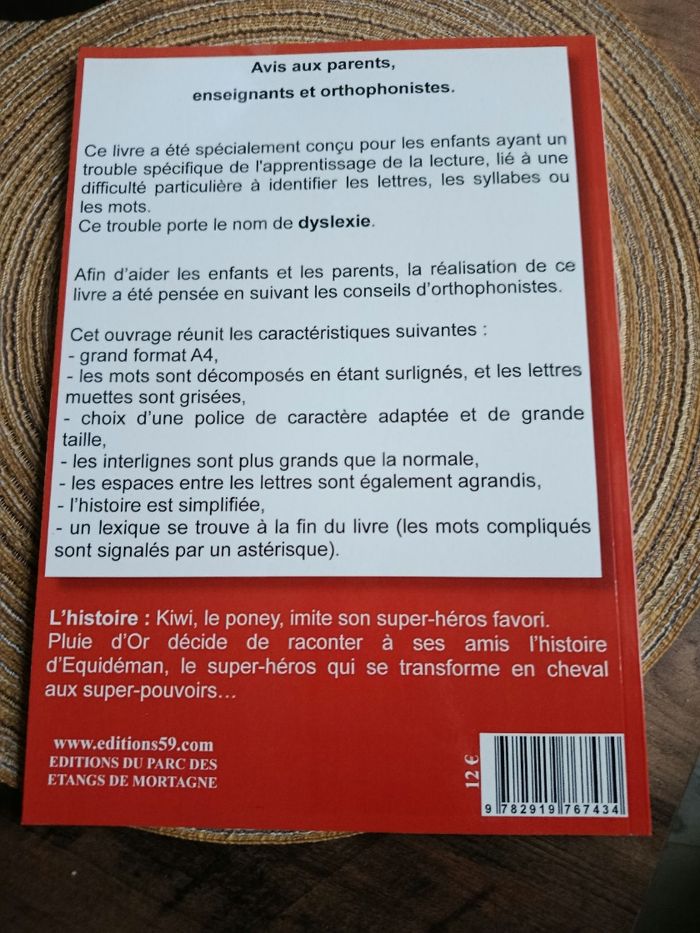 Avis aux parents,
enseignants et orthophonistes.
Ce livre a été spécialement conçu pour les enfants ayant un
trouble spécifique de l'apprentissage de la lecture, lié à une
difficulté particulière à identifier les lettres, les syllabes ou
les mots.
Ce trouble porte le nom de dyslexie.
Afin d'aider les enfants et les parents, la réalisation de ce
livre a été pensée en suivant les conseils d'orthophonistes.
Cet ouvrage réunit les caractéristiques suivantes :
- grand format A4,
- les mots sont décomposés en étant surlignés, et les lettres
muettes sont grisées,
- choix d'une police de caractère adaptée et de grande
taille,
- les interlignes sont plus grands que la normale,
- les espaces entre les lettres sont également agrandis,
- l'histoire est simplifiée,
- un lexique se trouve à la fin du livre (les mots compliqués
sont signalés par un astérisque).
L'histoire : Kiwi, le poney, imite son super-héros favori.
Pluie d'Or décide de raconter à ses amis l'histoire
d'Equidéman, le super-héros qui se transforme en cheval
aux super-pouvoirs...
www.editions59.com
EDITIONS DU PARC DES
ETANGS DE MORTAGNE
12 €
9 782919 767434